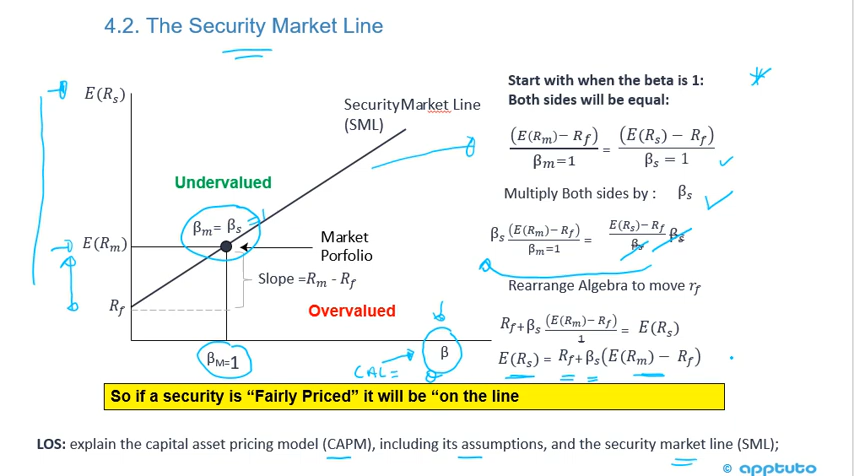 4.2. The Security Market Line
E(Rs)
Security Market Line
(SML)
Undervalued
βm= βs =1
E(Rm)
Market
Porfolio
Slope =Rm - Rf
Rf
Overvalued
βM=1
CAL=
β
Start with when the beta is 1:
Both sides will be equal:
(E(Rm)− Rf)/βm=1 = (E(Rs) − Rf)/βs = 1
Multiply Both sides by : βs
βs (E(Rm)−Rf)/βm=1 = E(Rs)−Rf/βs βs
Rearrange Algebra to move rf
Rf+βs (E(Rm)−Rf)/1 = E(Rs)
E(Rs) = Rf+ βs(E(Rm) − Rf)
So if a security is “Fairly Priced” it will be “on the line
LOS: explain the capital asset pricing model (CAPM), including its assumptions, and the security market line (SML);
© apptuto